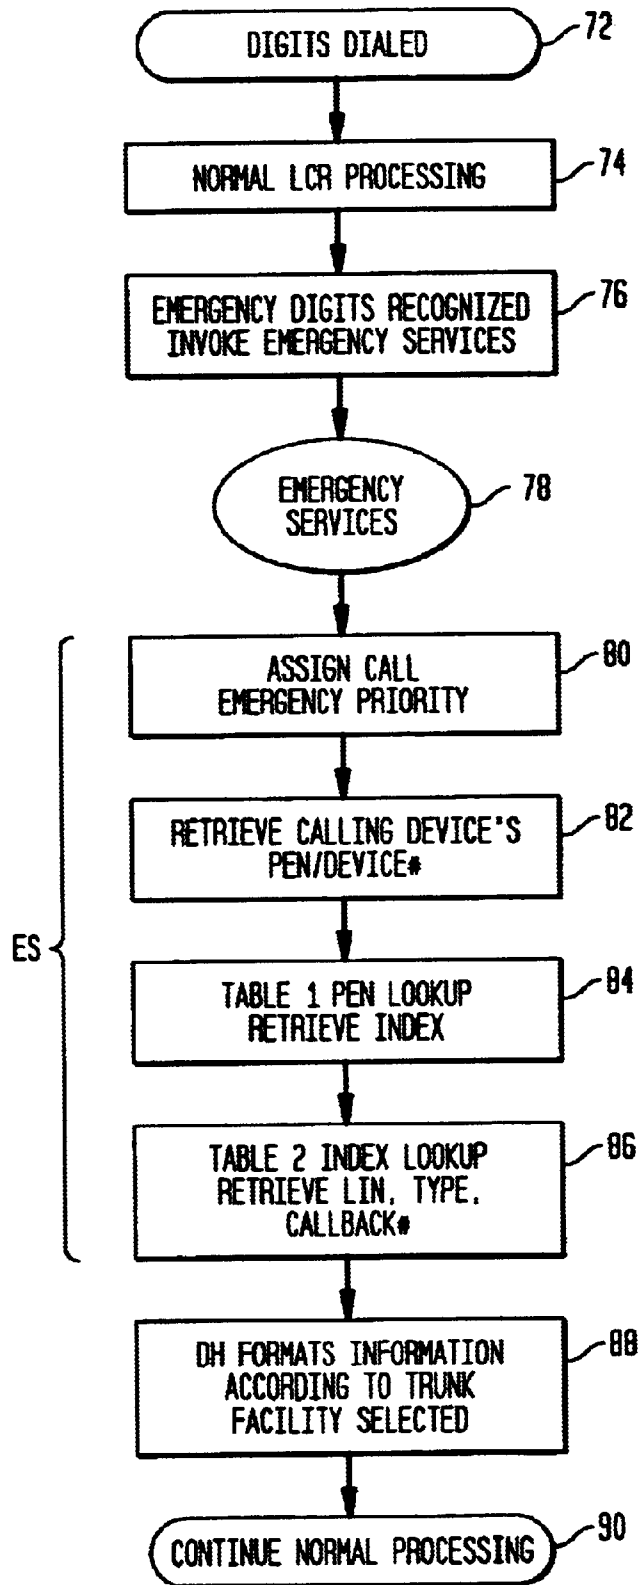 DIGITS DIALED
72
NORMAL LCR PROCESSING
74
EMERGENCY DIGITS RECOGNIZED
INVOKE EMERGENCY SERVICES
76
EMERGENCY
SERVICES
78
ES
ASSIGN CALL
EMERGENCY PRIORITY
80
RETRIEVE CALLING DEVICE'S
PEN/DEVICE#
82
TABLE 1 PEN LOOKUP
RETRIEVE INDEX
84
TABLE 2 INDEX LOOKUP
RETRIEVE LIN, TYPE,
CALLBACK#
86
DH FORMATS INFORMATION
ACCORDING TO TRUNK
FACILITY SELECTED
88
CONTINUE NORMAL PROCESSING
90